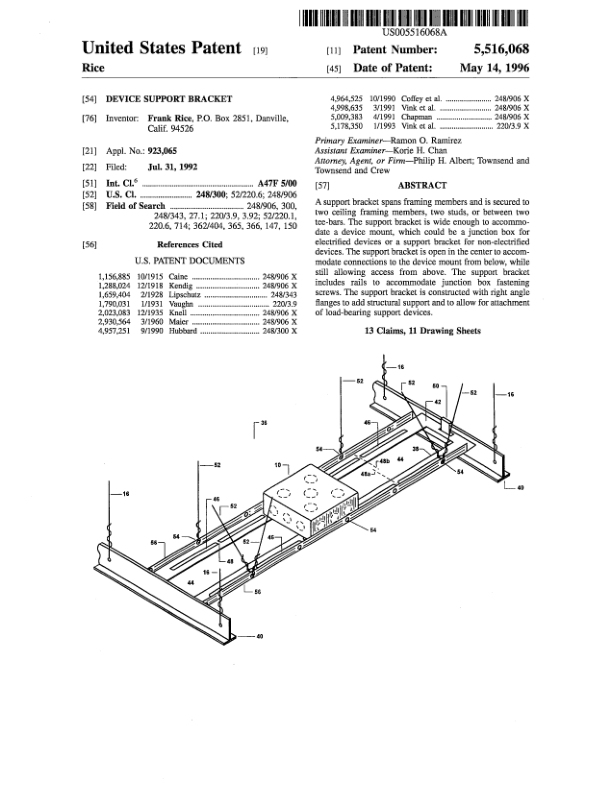 US005516068A
United States Patent [19]
Rice
[11] Patent Number: 5,516,068
[45] Date of Patent: May 14, 1996
[54] DEVICE SUPPORT BRACKET
[76] Inventor: Frank Rice, P.O. Box 2851, Danville,
Calif. 94526
[21] Appl. No.: 923,065
[22] Filed: Jul. 31, 1992
[51] Int. Cl.6 ........................................ A47F 5/00
[52] U.S. Cl. .................... 248/300; 52/220.6; 248/906
[58] Field of Search ........................... 248/906, 300,
248/343, 27.1; 220/3.9, 3.92; 52/220.1,
220.6, 714; 362/404, 365, 366, 147, 150
[56] References Cited
U.S. PATENT DOCUMENTS
1,156,885 10/1915 Caine ........................... 248/906 X
1,288,024 12/1918 Kendig ........................... 248/906 X
1,659,404 2/1928 Lipschutz ........................... 248/343
1,790,031 1/1931 Vaughn ........................... 220/3.9
2,023,083 12/1935 Knell ........................... 248/906 X
2,930,564 3/1960 Maier ........................... 248/906 X
4,957,251 9/1990 Hubbard ........................... 248/300 X
4,964,525 10/1990 Coffey et al. .................... 248/906 X
4,998,635 3/1991 Vink et al. .................... 248/906 X
5,009,383 4/1991 Chapman .................... 248/906 X
5,178,350 1/1993 Vink et al. .................... 220/3.9 X
Primary Examiner—Ramon O. Ramirez
Assistant Examiner—Korie H. Chan
Attorney, Agent, or Firm—Philip H. Albert; Townsend and
Townsend and Crew
[57] ABSTRACT
A support bracket spans framing members and is secured to
two ceiling framing members, two studs, or between two
tee-bars. The support bracket is wide enough to accommo-
date a device mount, which could be a junction box for
electrified devices or a support bracket for non-electrified
devices. The support bracket is open in the center to accom-
modate connections to the device mount from below, while
still allowing access from above. The support bracket
includes rails to accommodate junction box fastening
screws. The support bracket is constructed with right angle
flanges to add structural support and to allow for attachment
of load-bearing support devices.
13 Claims, 11 Drawing Sheets
16
52
52
50
52
16
42
35
46
54
38
48b
44
48a
54
40
52
10
16
46
52
54
56
52
46
54
48
16
44
56
40